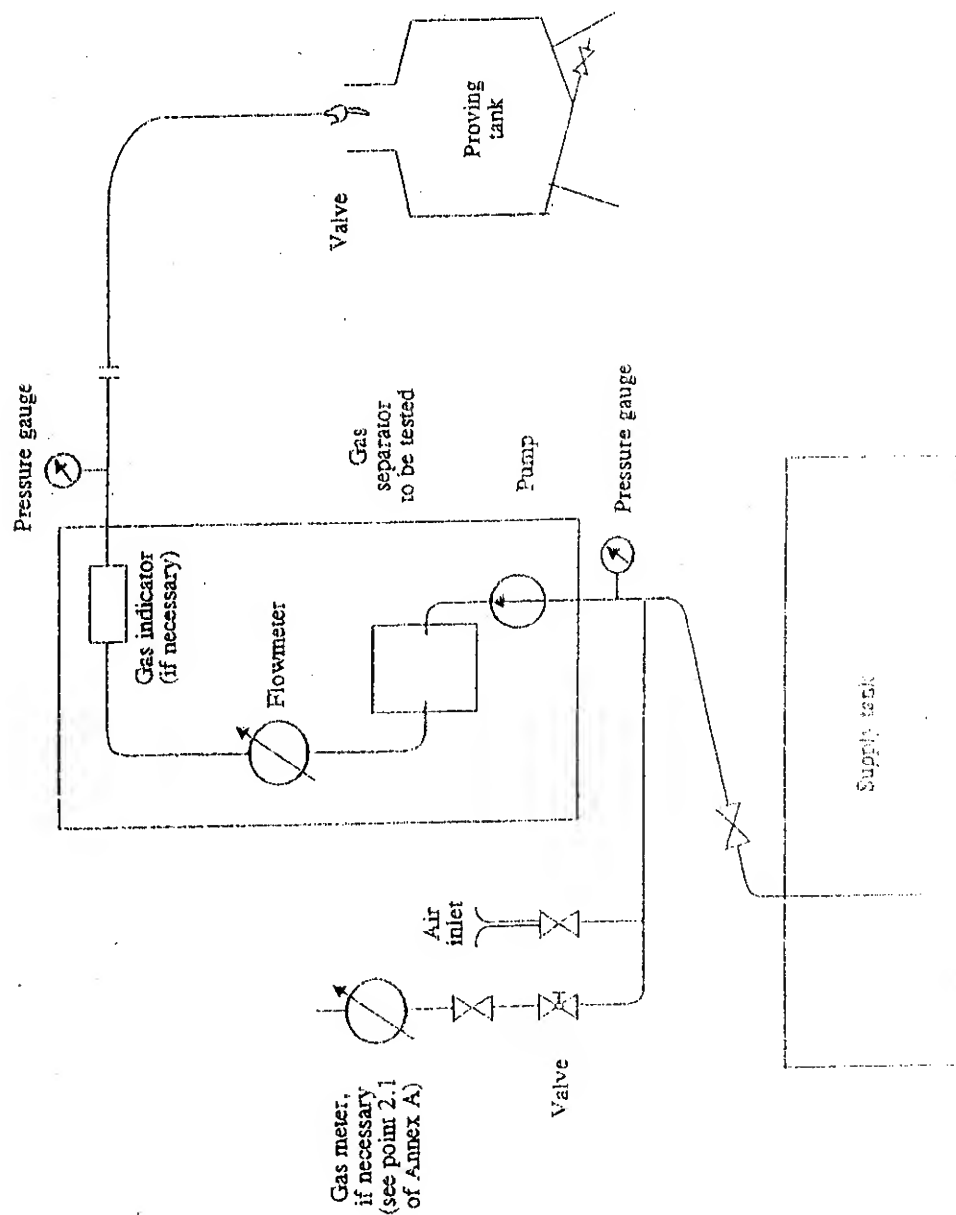 Pressure gauge
Gas indicator
(if necessary)
Flowmeter
Gas
separator
to be tested
Pump
Pressure gauge
Valve
Proving
tank
Air
inlet
Gas meter,
if necessary
(see point 2.1
of Annex A)
Valve
Supply tank